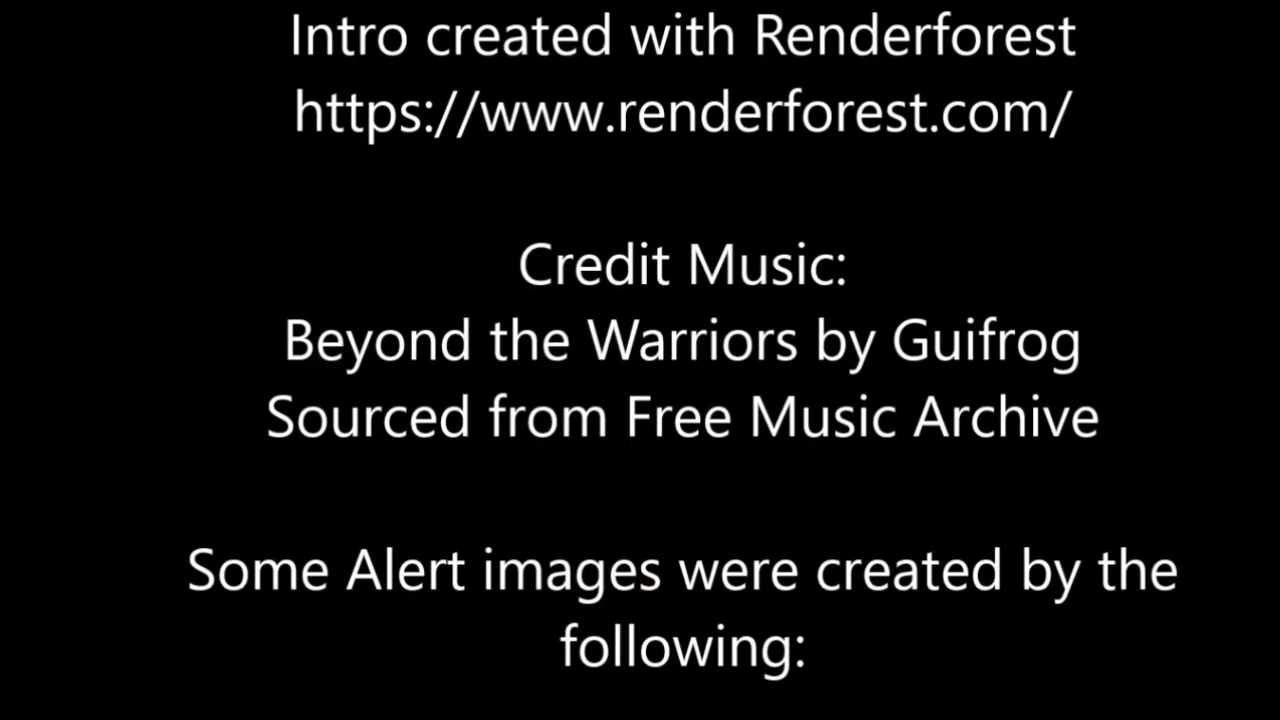 Intro created with Renderforest
https://www.renderforest.com/
Credit Music:
Beyond the Warriors by Guifrog
Sourced from Free Music Archive
Some Alert images were created by the
following: